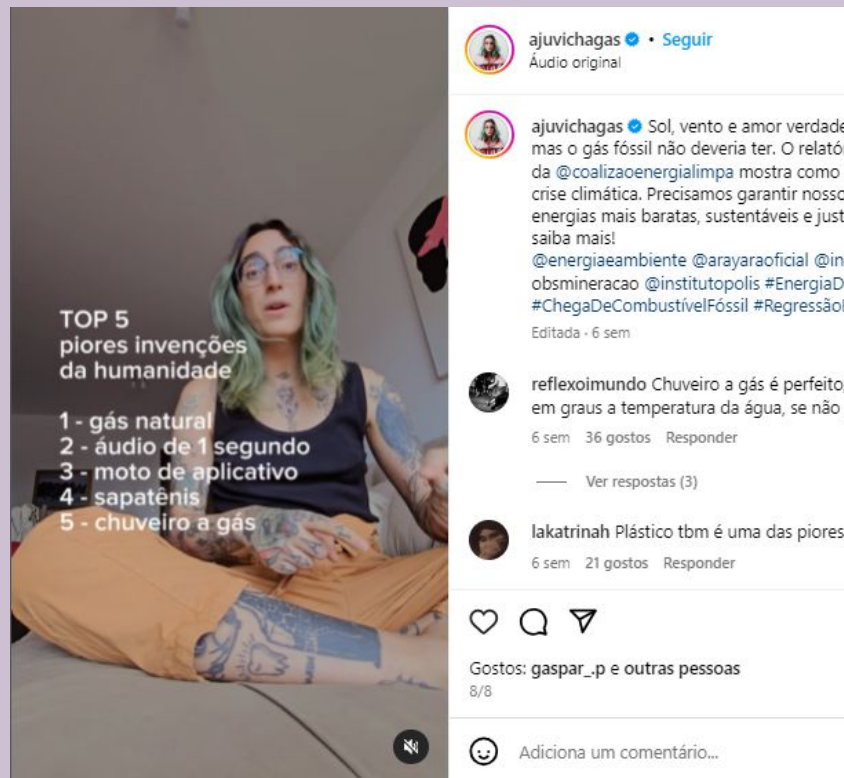 TOP 5
piores invenções
da humanidade
1 - gás natural
2 - áudio de 1 segundo
3 - moto de aplicativo
4 - sapatênis
5 - chuveiro a gás
ajuvichagas • Seguir
Áudio original
ajuvichagas Sol, vento e amor verdade
mas o gás fóssil não deveria ter. O relató
da @coalizaoenergialimpa mostra como
crise climática. Precisamos garantir nosso
energias mais baratas, sustentáveis e just
saiba mais!
@energiaeambiente @arayaraoficial @in
obsmineracao @institutopolis #EnergiaD
#ChegaDeCombustívelFóssil #Regressão
Editada · 6 sem
reflexoimundo Chuveiro a gás é perfeito,
em graus a temperatura da água, se não
6 sem 36 gostos Responder
Ver respostas (3)
lakatrinah Plástico tbm é uma das piores
6 sem 21 gostos Responder
Gostos: gaspar_.p e outras pessoas
8/8
Adiciona um comentário...